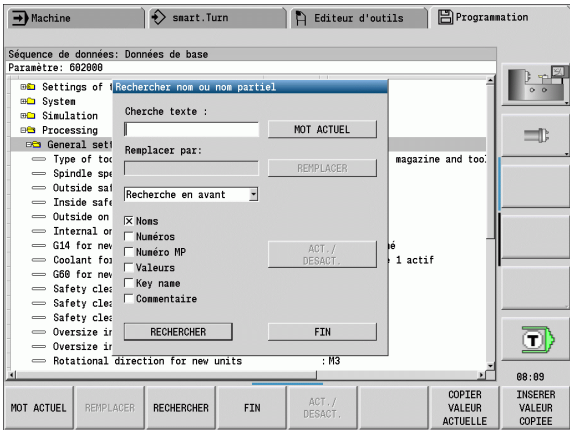 Machine
smart.Turn
Editeur d'outils
Programmation
Séquence de données: Données de base
Paramètre: 602000
Settings of
System
Simulation
Processing
General sett
Type of too
magazine and tool
Spindle spe
Outside saf
Inside safe
Outside on
Internal on
G14 for new
é
Coolant for
1 actif
G60 for new
Safety clea
Safety clea
Safety clea
Oversize in
Oversize in
Rotational direction for new units
: M3
Rechercher nom ou nom partiel
Cherche texte :
MOT ACTUEL
Remplacer par:
REMPLACER
Recherche en avant
Noms
Numéros
Numéro MP
Valeurs
Key name
Commentaire
ACT./
DESACT.
RECHERCHER
FIN
T
08:09
MOT ACTUEL
REMPLACER
RECHERCHER
FIN
ACT./
DESACT.
COPIER
VALEUR
ACTUELLE
INSERER
VALEUR
COPIEE